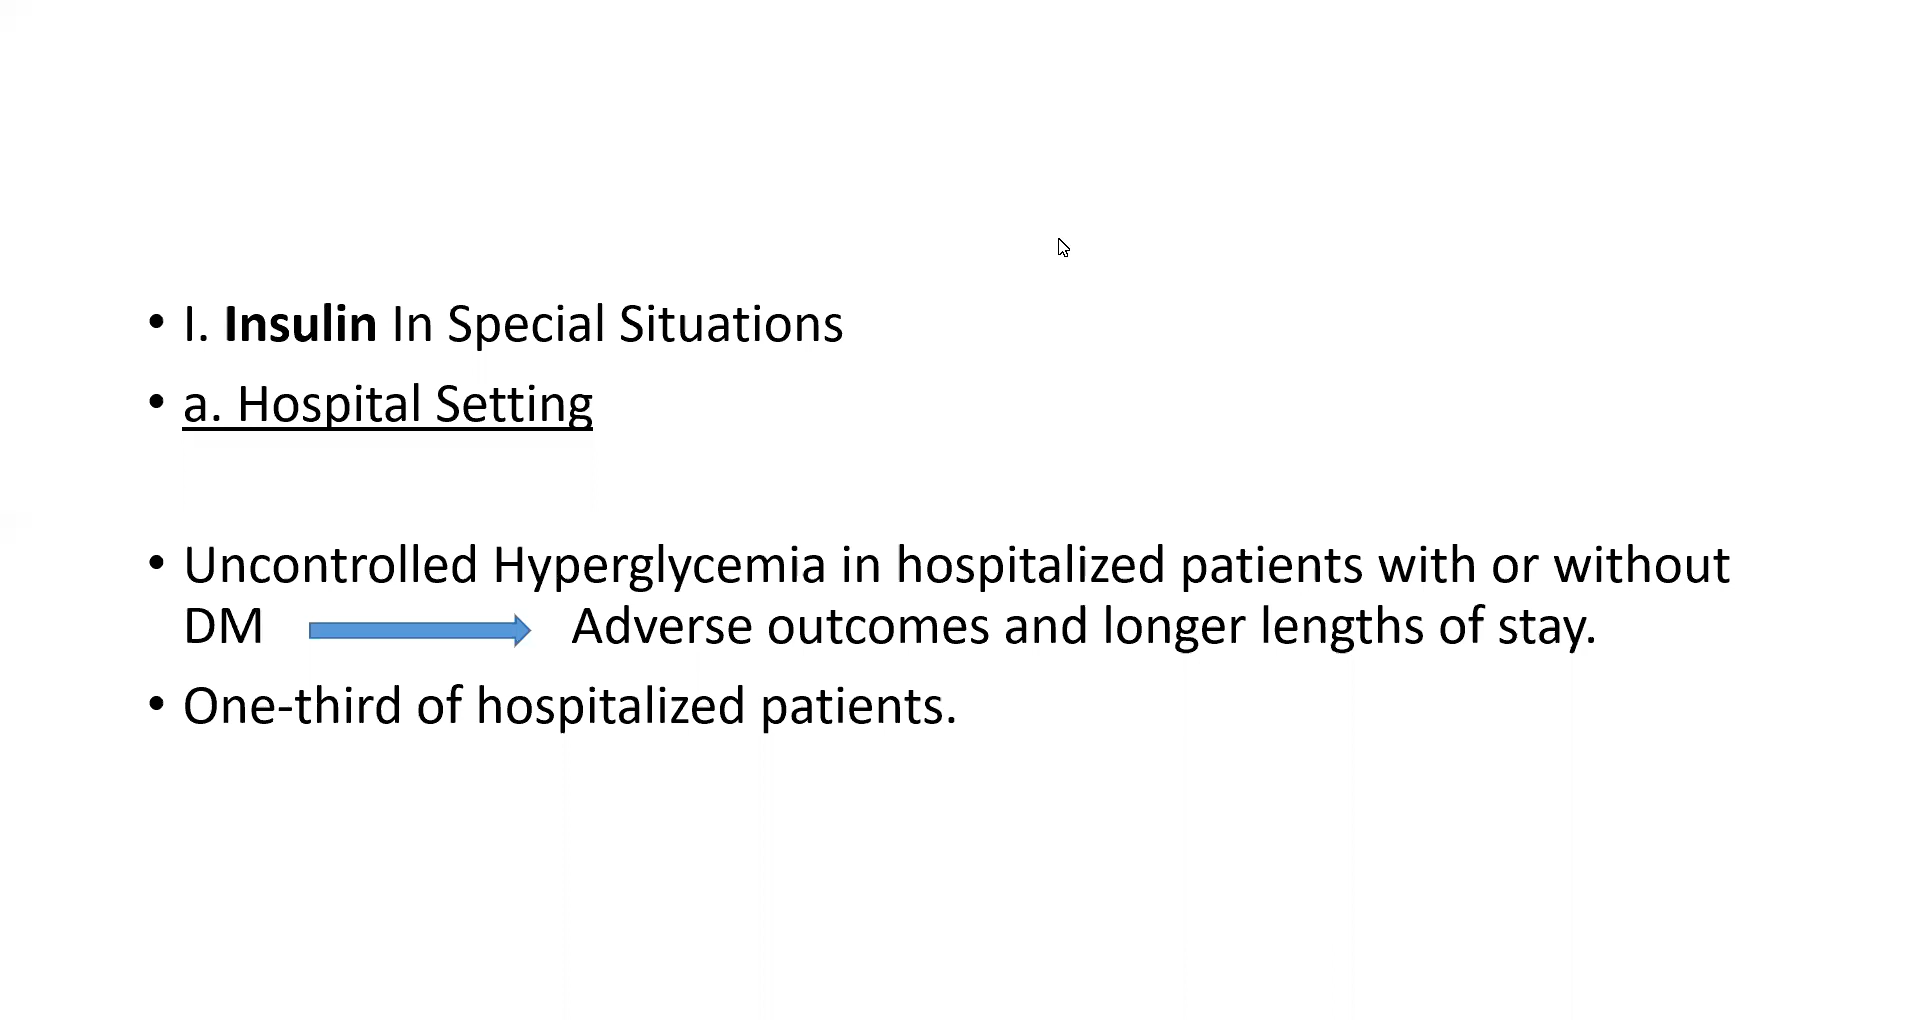 • I. Insulin In Special Situations
• a. Hospital Setting
• Uncontrolled Hyperglycemia in hospitalized patients with or without
DM Adverse outcomes and longer lengths of stay.
• One-third of hospitalized patients.